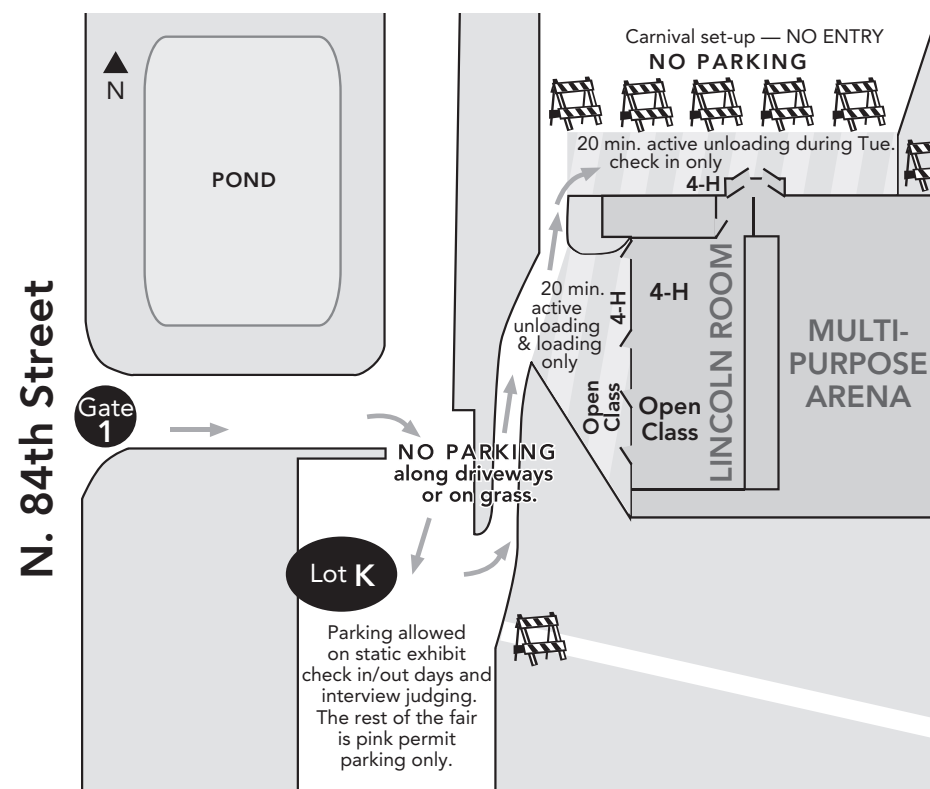 Carnival set-up — NO ENTRY
NO PARKING
N
20 min. active unloading during Tue.
check in only
4-H
POND
20 min.
active
unloading
& loading
only
4-H
4-H
LINCOLN ROOM
MULTI-
PURPOSE
ARENA
N. 84th Street
Gate
1
Open
Class
Open
Class
NO PARKING
along driveways
or on grass.
Lot K
Parking allowed
on static exhibit
check in/out days and
interview judging.
The rest of the fair
is pink permit
parking only.